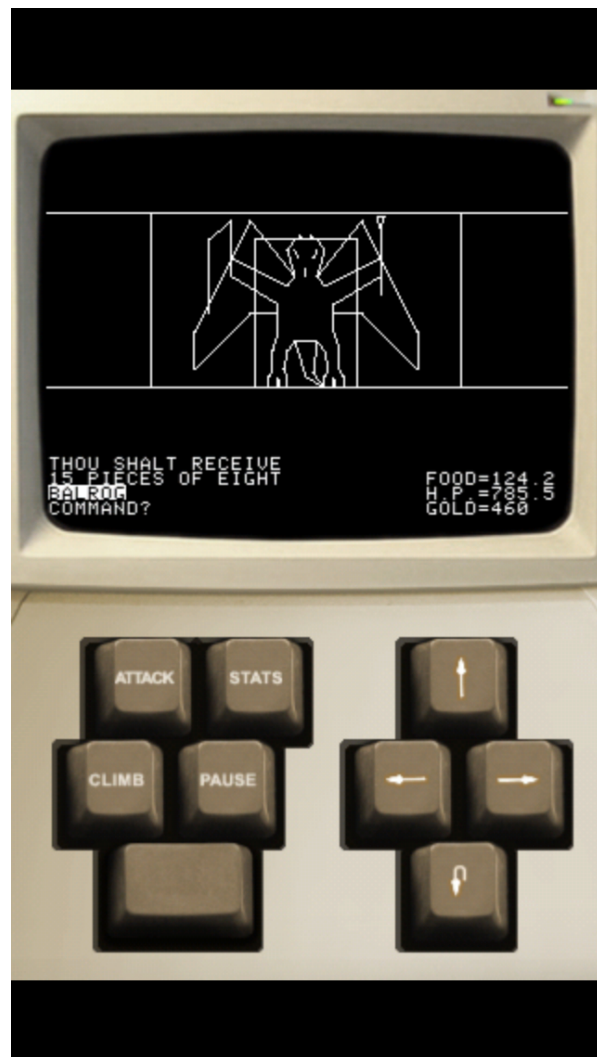 THOU SHALT RECEIVE
15 PIECES OF EIGHT
BALROG
COMMAND?
FOOD=124.2
H.P.=785.5
GOLD=460
ATTACK
STATS
CLIMB
PAUSE